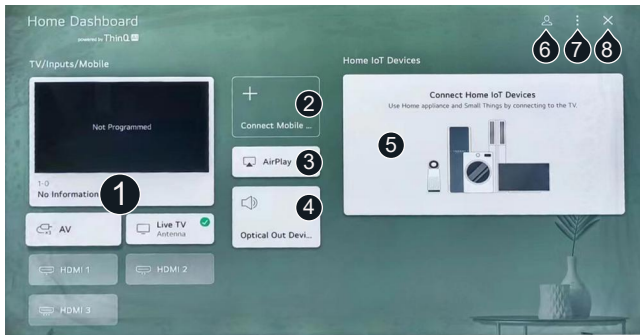 Home Dashboard
powered by ThinQ AI
TV/Inputs/Mobile
Home IoT Devices
6
7
8
Not Programmed
1-0
No Information
1
AV
Live TV
Antenna
HDMI 1
HDMI 2
HDMI 3
2
Connect Mobile ...
AirPlay
3
4
Optical Out Devi...
Connect Home IoT Devices
Use Home appliance and Small Things by connecting to the TV.
5